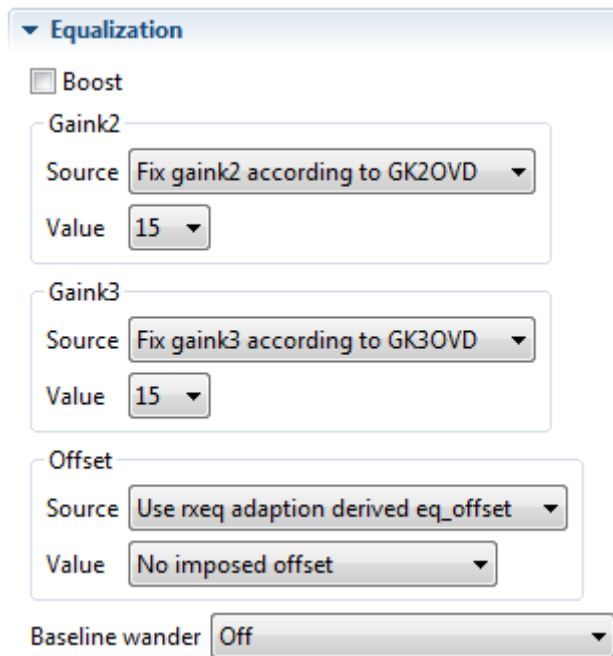 Equalization
Boost
Gaink2
Source Fix gaink2 according to GK2OVD
Value 15
Gaink3
Source Fix gaink3 according to GK3OVD
Value 15
Offset
Source Use rxeq adaption derived eq_offset
Value No imposed offset
Baseline wander Off